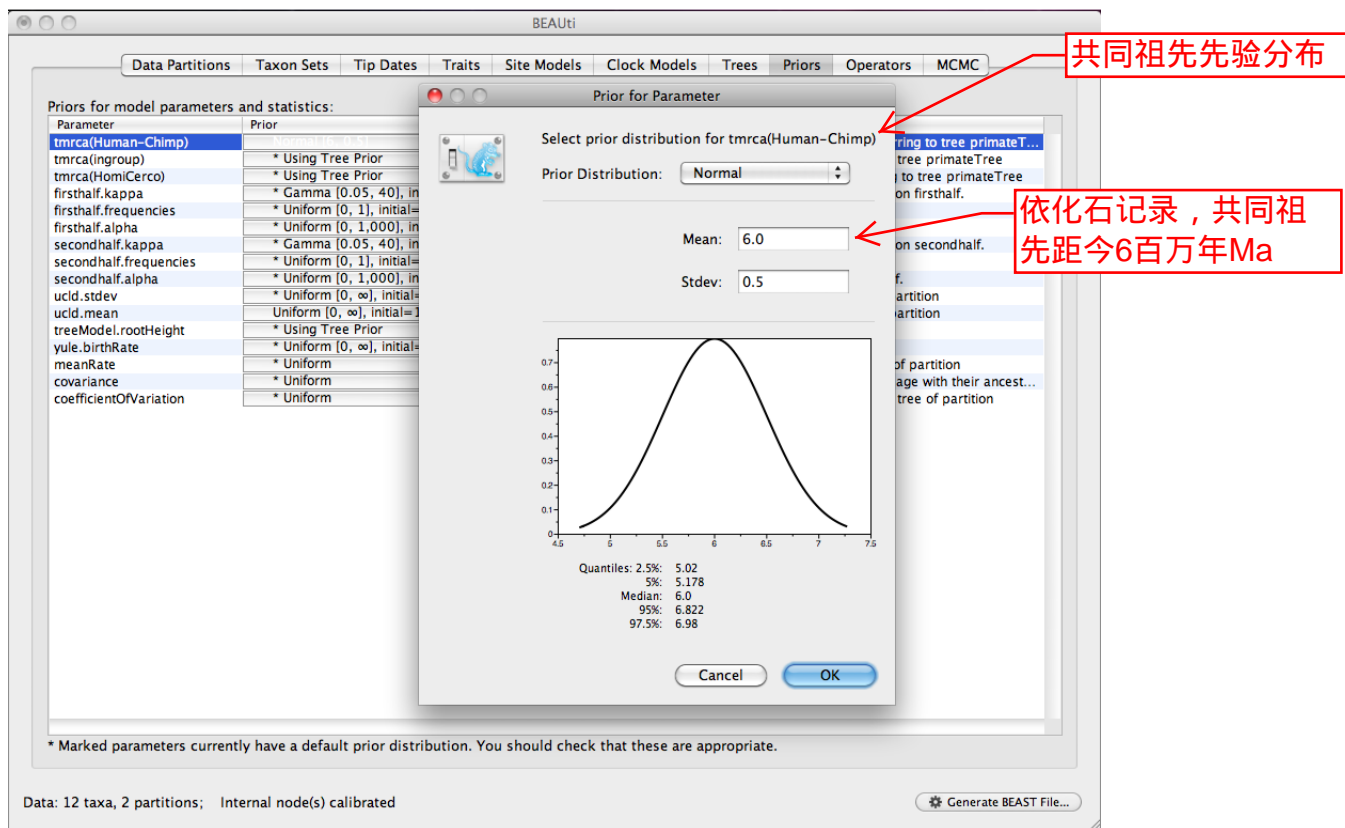 BEAUti
Data Partitions Taxon Sets Tip Dates Traits Site Models Clock Models Trees Priors Operators MCMC
共同祖先先验分布
Priors for model parameters and statistics:
Parameter Prior
tmrca(Human-Chimp) Normal [6, 0.5] rring to tree primateT...
tmrca(ingroup) * Using Tree Prior tree primateTree
tmrca(HomiCerco) * Using Tree Prior g to tree primateTree
firsthalf.kappa * Gamma [0.05, 40], in on firsthalf.
firsthalf.frequencies * Uniform [0, 1], initial=
firsthalf.alpha * Uniform [0, 1,000], in
secondhalf.kappa * Gamma [0.05, 40], in on secondhalf.
secondhalf.frequencies * Uniform [0, 1], initial=
secondhalf.alpha * Uniform [0, 1,000], in f.
ucld.stdev * Uniform [0, ∞], initial= partition
ucld.mean Uniform [0, ∞], initial=1 partition
treeModel.rootHeight * Using Tree Prior
yule.birthRate * Uniform [0, ∞], initial=
meanRate * Uniform of partition
covariance * Uniform age with their ancest...
coefficientOfVariation * Uniform tree of partition
Prior for Parameter
Select prior distribution for tmrca(Human-Chimp)
Prior Distribution: Normal
Mean: 6.0
Stdev: 0.5
依化石记录，共同祖
先距今6百万年Ma
0.7
0.6
0.5
0.4
0.3
0.2
0.1
0
4.5 5 5.5 6 6.5 7 7.5
Quantiles: 2.5%: 5.02
5%: 5.178
Median: 6.0
95%: 6.822
97.5%: 6.98
Cancel OK
* Marked parameters currently have a default prior distribution. You should check that these are appropriate.
Data: 12 taxa, 2 partitions; Internal node(s) calibrated
Generate BEAST File...